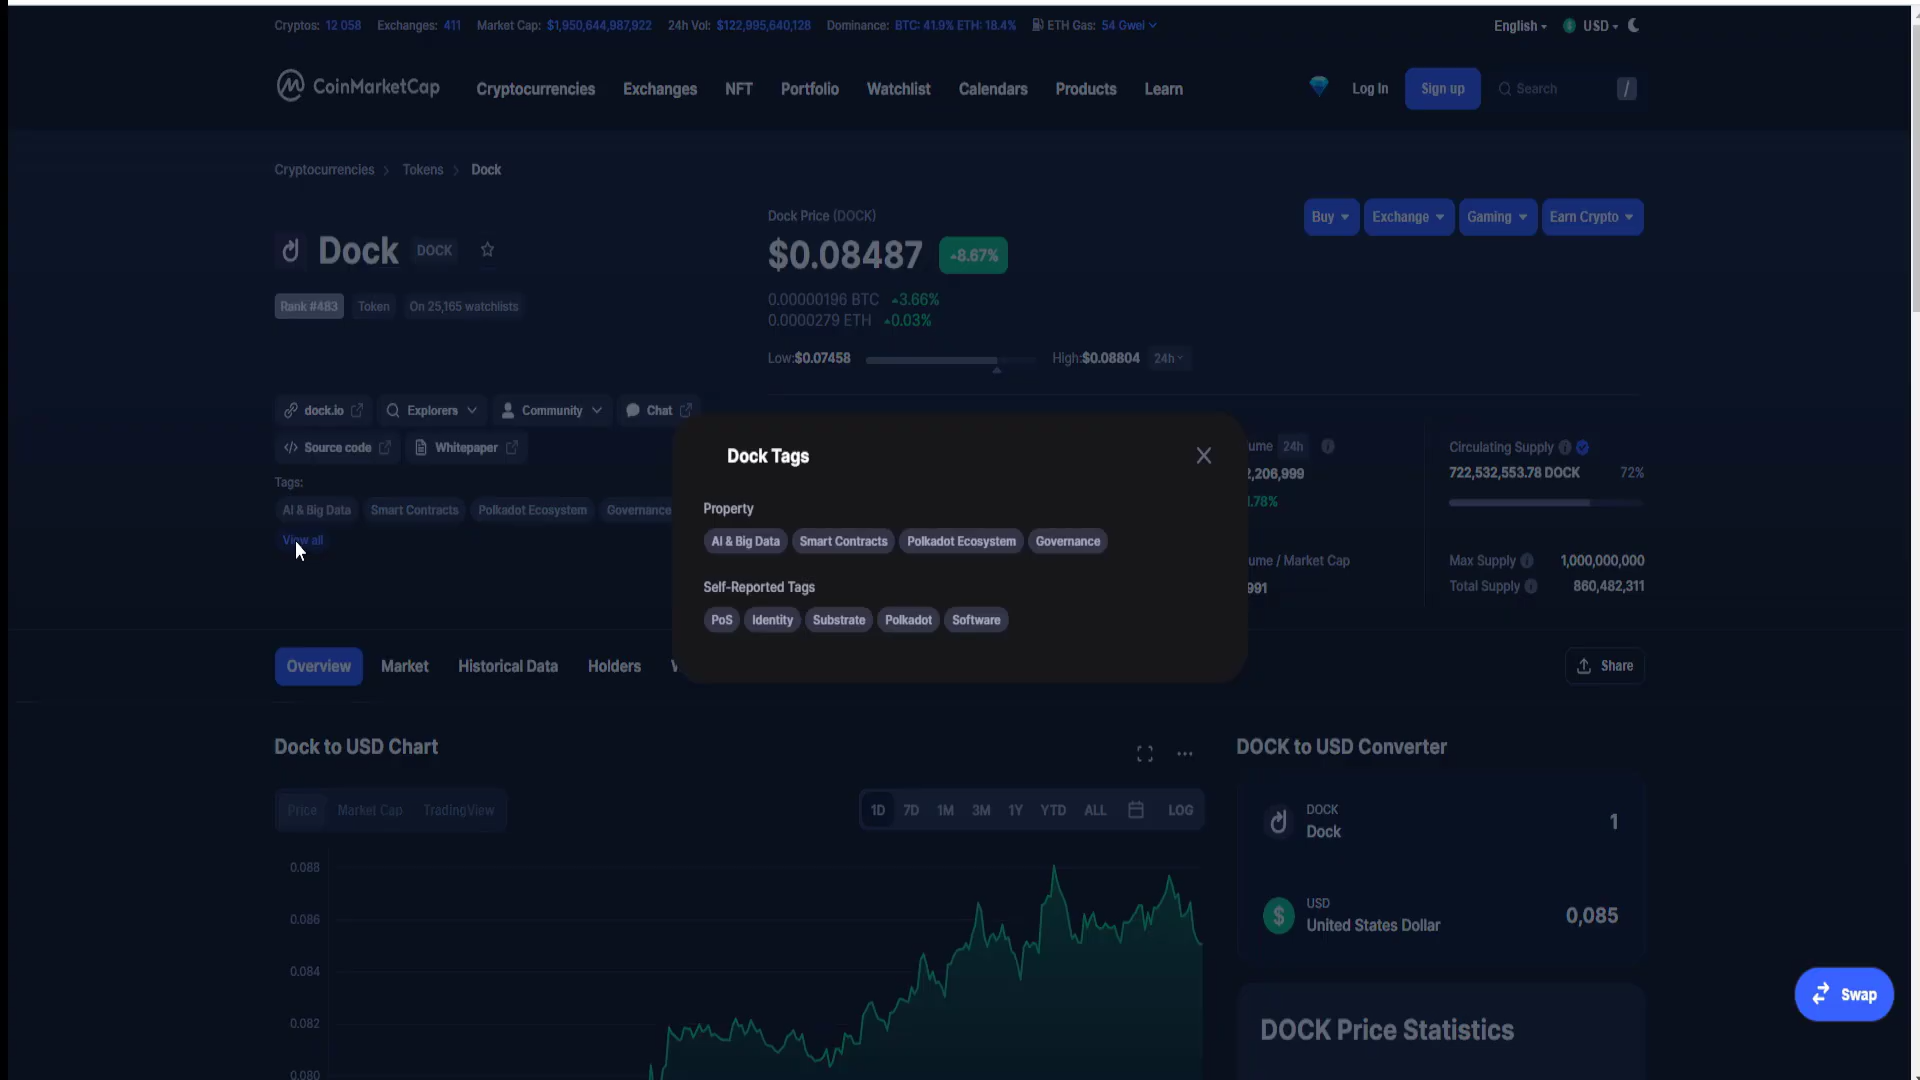 Cryptos: 12 058 Exchanges: 411 Market Cap: $1,950,644,987,922 24h Vol: $122,995,640,128 Dominance: BTC: 41.9% ETH: 18.4% ETH Gas: 54 Gwei English USD
CoinMarketCap Cryptocurrencies Exchanges NFT Portfolio Watchlist Calendars Products Learn Log In Sign up Search /
Cryptocurrencies Tokens Dock
Dock DOCK
Rank #483 Token On 25,165 watchlists
Dock Price (DOCK)
$0.08487 8.67%
0.00000196 BTC 3.66%
0.0000279 ETH 0.03%
Low:$0.07458 High:$0.08804 24h
Buy Exchange Gaming Earn Crypto
dock.io Explorers Community Chat
Source code Whitepaper
Tags:
AI & Big Data Smart Contracts Polkadot Ecosystem Governance
View all
Dock Tags
Property
AI & Big Data Smart Contracts Polkadot Ecosystem Governance
Self-Reported Tags
PoS Identity Substrate Polkadot Software
ume 24h
2,206,999
.78%
ume / Market Cap
991
Circulating Supply
722,532,553.78 DOCK 72%
Max Supply 1,000,000,000
Total Supply 860,482,311
Overview Market Historical Data Holders Share
Dock to USD Chart
Price Market Cap TradingView 1D 7D 1M 3M 1Y YTD ALL LOG
0.088
0.086
0.084
0.082
0.080
DOCK to USD Converter
DOCK
Dock 1
USD
United States Dollar 0,085
Swap
DOCK Price Statistics